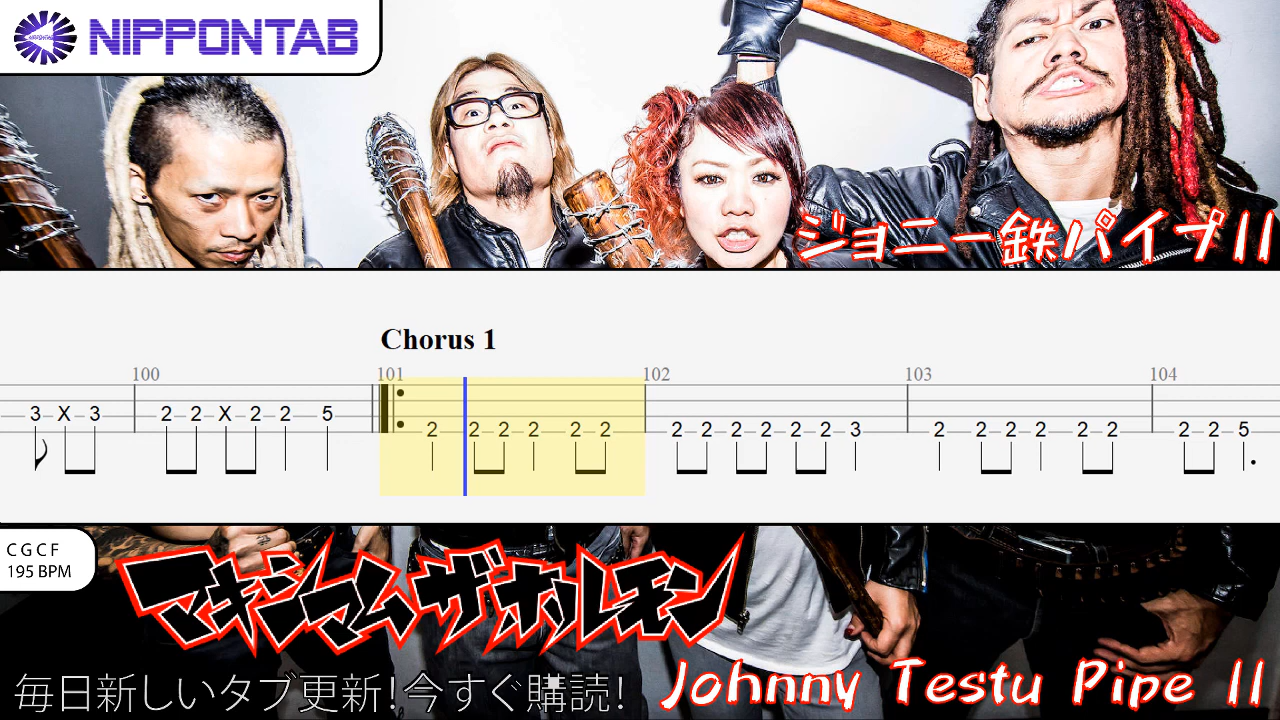 NIPPONTAB
ジョニー鉄パイプII
Chorus 1
100 101 102 103 104
3 X 3 2 2 X 2 2 5
2 2 2 2 2 2 2 2 2 2 2 2 3 2 2 2 2 2 2 2 2 5
C G C F
195 BPM
マキシマムザホルモン
毎日新しいタブ更新！今すぐ購読！
Johnny Testu Pipe II